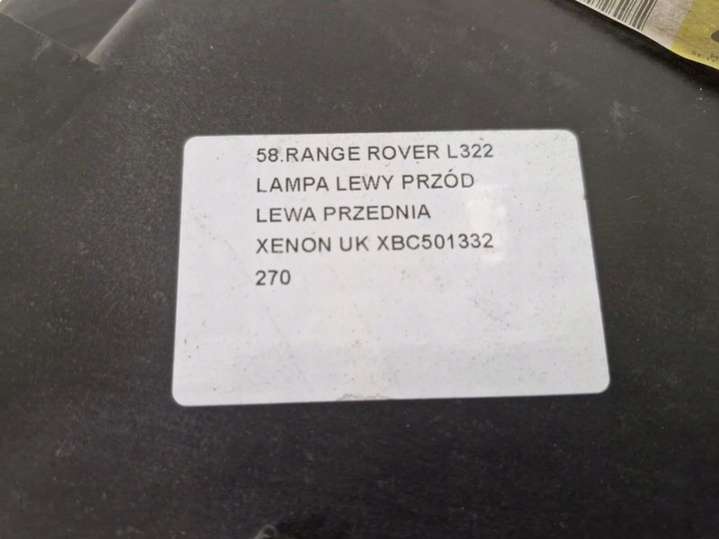 58.RANGE ROVER L322
LAMPA LEWY PRZÓD
LEWA PRZEDNIA
XENON UK XBC501332
270